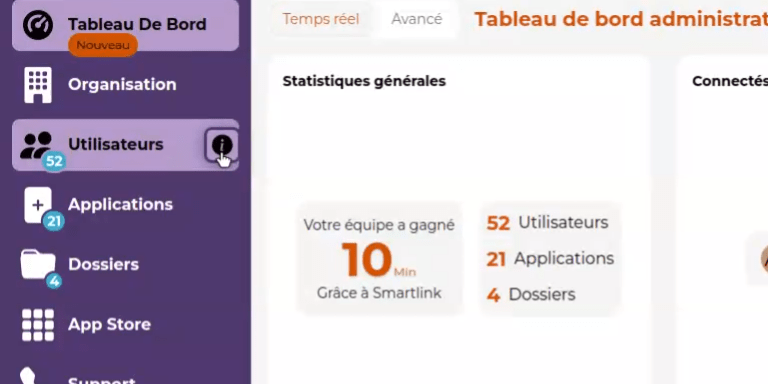 Tableau De Bord
Nouveau
Organisation
Utilisateurs
52
Applications
21
Dossiers
4
App Store
Support
Temps réel
Avancé
Tableau de bord administrat
Statistiques générales
Votre équipe a gagné
10 Min
Grâce à Smartlink
52 Utilisateurs
21 Applications
4 Dossiers
Connectés